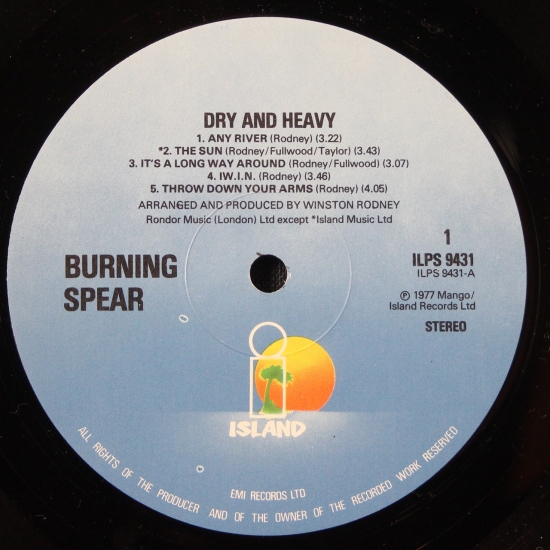 DRY AND HEAVY
1. ANY RIVER (Rodney) (3.22)
*2. THE SUN (Rodney/Fullwood/Taylor) (3.43)
3. IT'S A LONG WAY AROUND (Rodney/Fullwood) (3.07)
4. IW.I.N. (Rodney) (3.46)
5. THROW DOWN YOUR ARMS (Rodney) (4.05)
ARRANGED AND PRODUCED BY WINSTON RODNEY
Rondor Music (London) Ltd except *Island Music Ltd
BURNING
SPEAR
1
ILPS 9431
ILPS 9431-A
℗ 1977 Mango/
Island Records Ltd
STEREO
ISLAND
EMI RECORDS LTD
ALL RIGHTS OF THE PRODUCER AND OF THE OWNER OF THE RECORDED WORK RESERVED